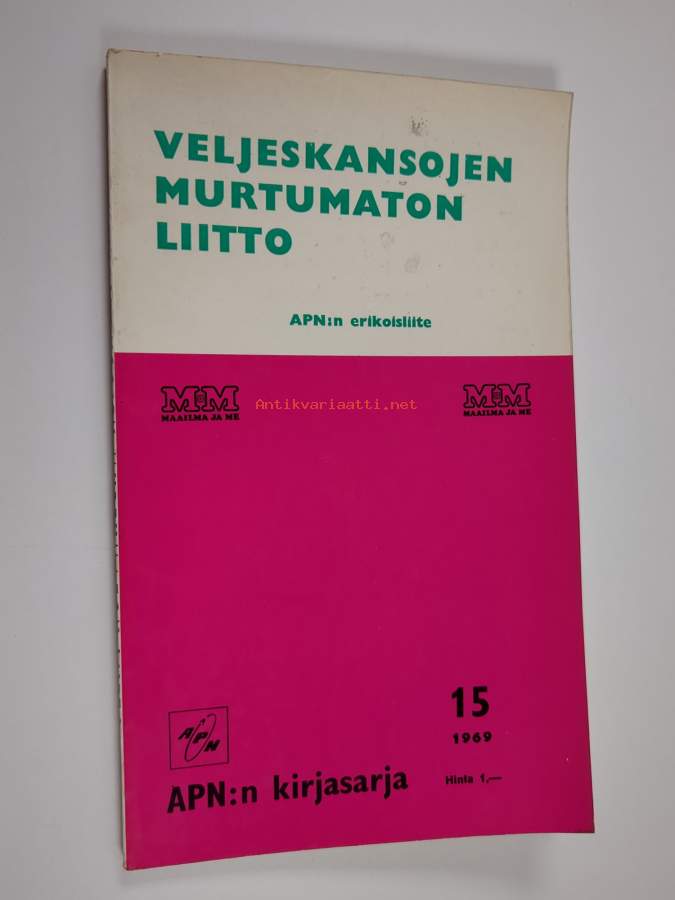 VELJESKANSOJEN
MURTUMATON
LIITTO
APN:n erikoisliite
MM
MAAILMA JA ME
MM
MAAILMA JA ME
Antikvariaatti.net
15
1969
APN
APN:n kirjasarja
Hinta 1,—